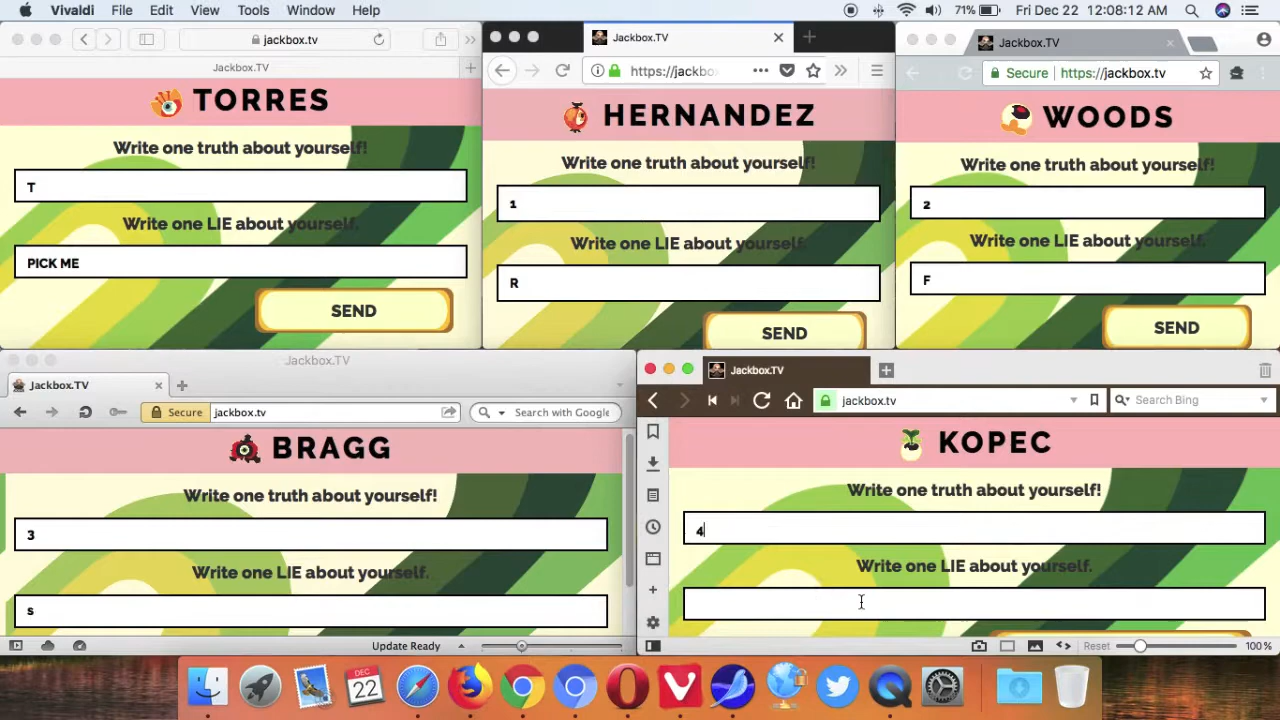 Vivaldi File Edit View Tools Window Help 71% Fri Dec 22 12:08:12 AM
jackbox.tv
Jackbox.TV
TORRES
Write one truth about yourself!
T
Write one LIE about yourself.
PICK ME
SEND
Jackbox.TV
https://jackbo
HERNANDEZ
Write one truth about yourself!
1
Write one LIE about yourself.
R
SEND
Jackbox.TV
Secure https://jackbox.tv
WOODS
Write one truth about yourself!
2
Write one LIE about yourself.
F
SEND
Jackbox.TV
Jackbox.TV
Secure jackbox.tv Search with Google
BRAGG
Write one truth about yourself!
3
Write one LIE about yourself.
s
Update Ready
Jackbox.TV
jackbox.tv Search Bing
KOPEC
Write one truth about yourself!
4
Write one LIE about yourself.
Reset 100 %
DEC
22